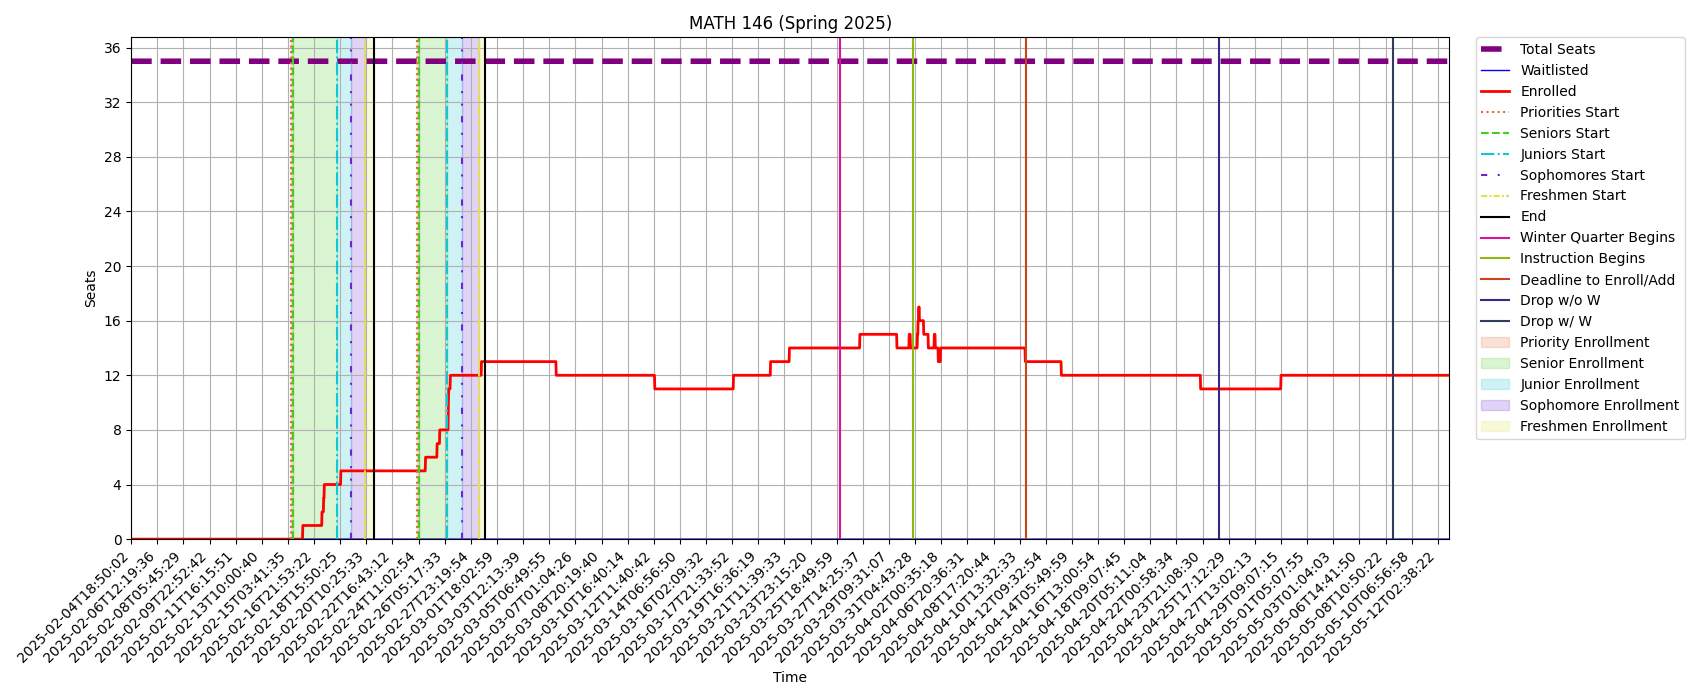 MATH 146 (Spring 2025)
Seats
36
32
28
24
20
16
12
8
4
0
2025-02-04T18:50:02
2025-02-06T12:19:36
2025-02-08T05:45:29
2025-02-09T22:52:42
2025-02-11T16:15:51
2025-02-13T10:00:40
2025-02-15T03:41:35
2025-02-16T21:53:22
2025-02-18T15:50:25
2025-02-20T10:25:33
2025-02-22T16:43:12
2025-02-24T11:02:54
2025-02-26T05:17:33
2025-02-27T23:19:54
2025-03-01T18:02:59
2025-03-03T12:13:39
2025-03-05T06:49:55
2025-03-07T01:04:26
2025-03-08T20:19:40
2025-03-10T16:40:14
2025-03-12T11:40:42
2025-03-14T06:56:50
2025-03-16T02:09:32
2025-03-17T21:33:52
2025-03-19T16:36:19
2025-03-21T11:39:33
2025-03-23T23:15:20
2025-03-25T18:49:59
2025-03-27T14:25:37
2025-03-29T09:31:07
2025-03-31T04:43:28
2025-04-02T00:35:18
2025-04-06T20:36:31
2025-04-08T17:20:44
2025-04-10T13:32:33
2025-04-12T09:32:54
2025-04-14T05:49:59
2025-04-16T13:00:54
2025-04-18T09:07:45
2025-04-20T05:11:04
2025-04-22T00:58:34
2025-04-23T21:08:30
2025-04-25T17:12:29
2025-04-27T13:02:13
2025-04-29T09:07:15
2025-05-01T05:07:55
2025-05-03T01:04:03
2025-05-06T14:41:50
2025-05-08T10:50:22
2025-05-10T06:56:58
2025-05-12T02:38:22
Time
Total Seats
Waitlisted
Enrolled
Priorities Start
Seniors Start
Juniors Start
Sophomores Start
Freshmen Start
End
Winter Quarter Begins
Instruction Begins
Deadline to Enroll/Add
Drop w/o W
Drop w/ W
Priority Enrollment
Senior Enrollment
Junior Enrollment
Sophomore Enrollment
Freshmen Enrollment